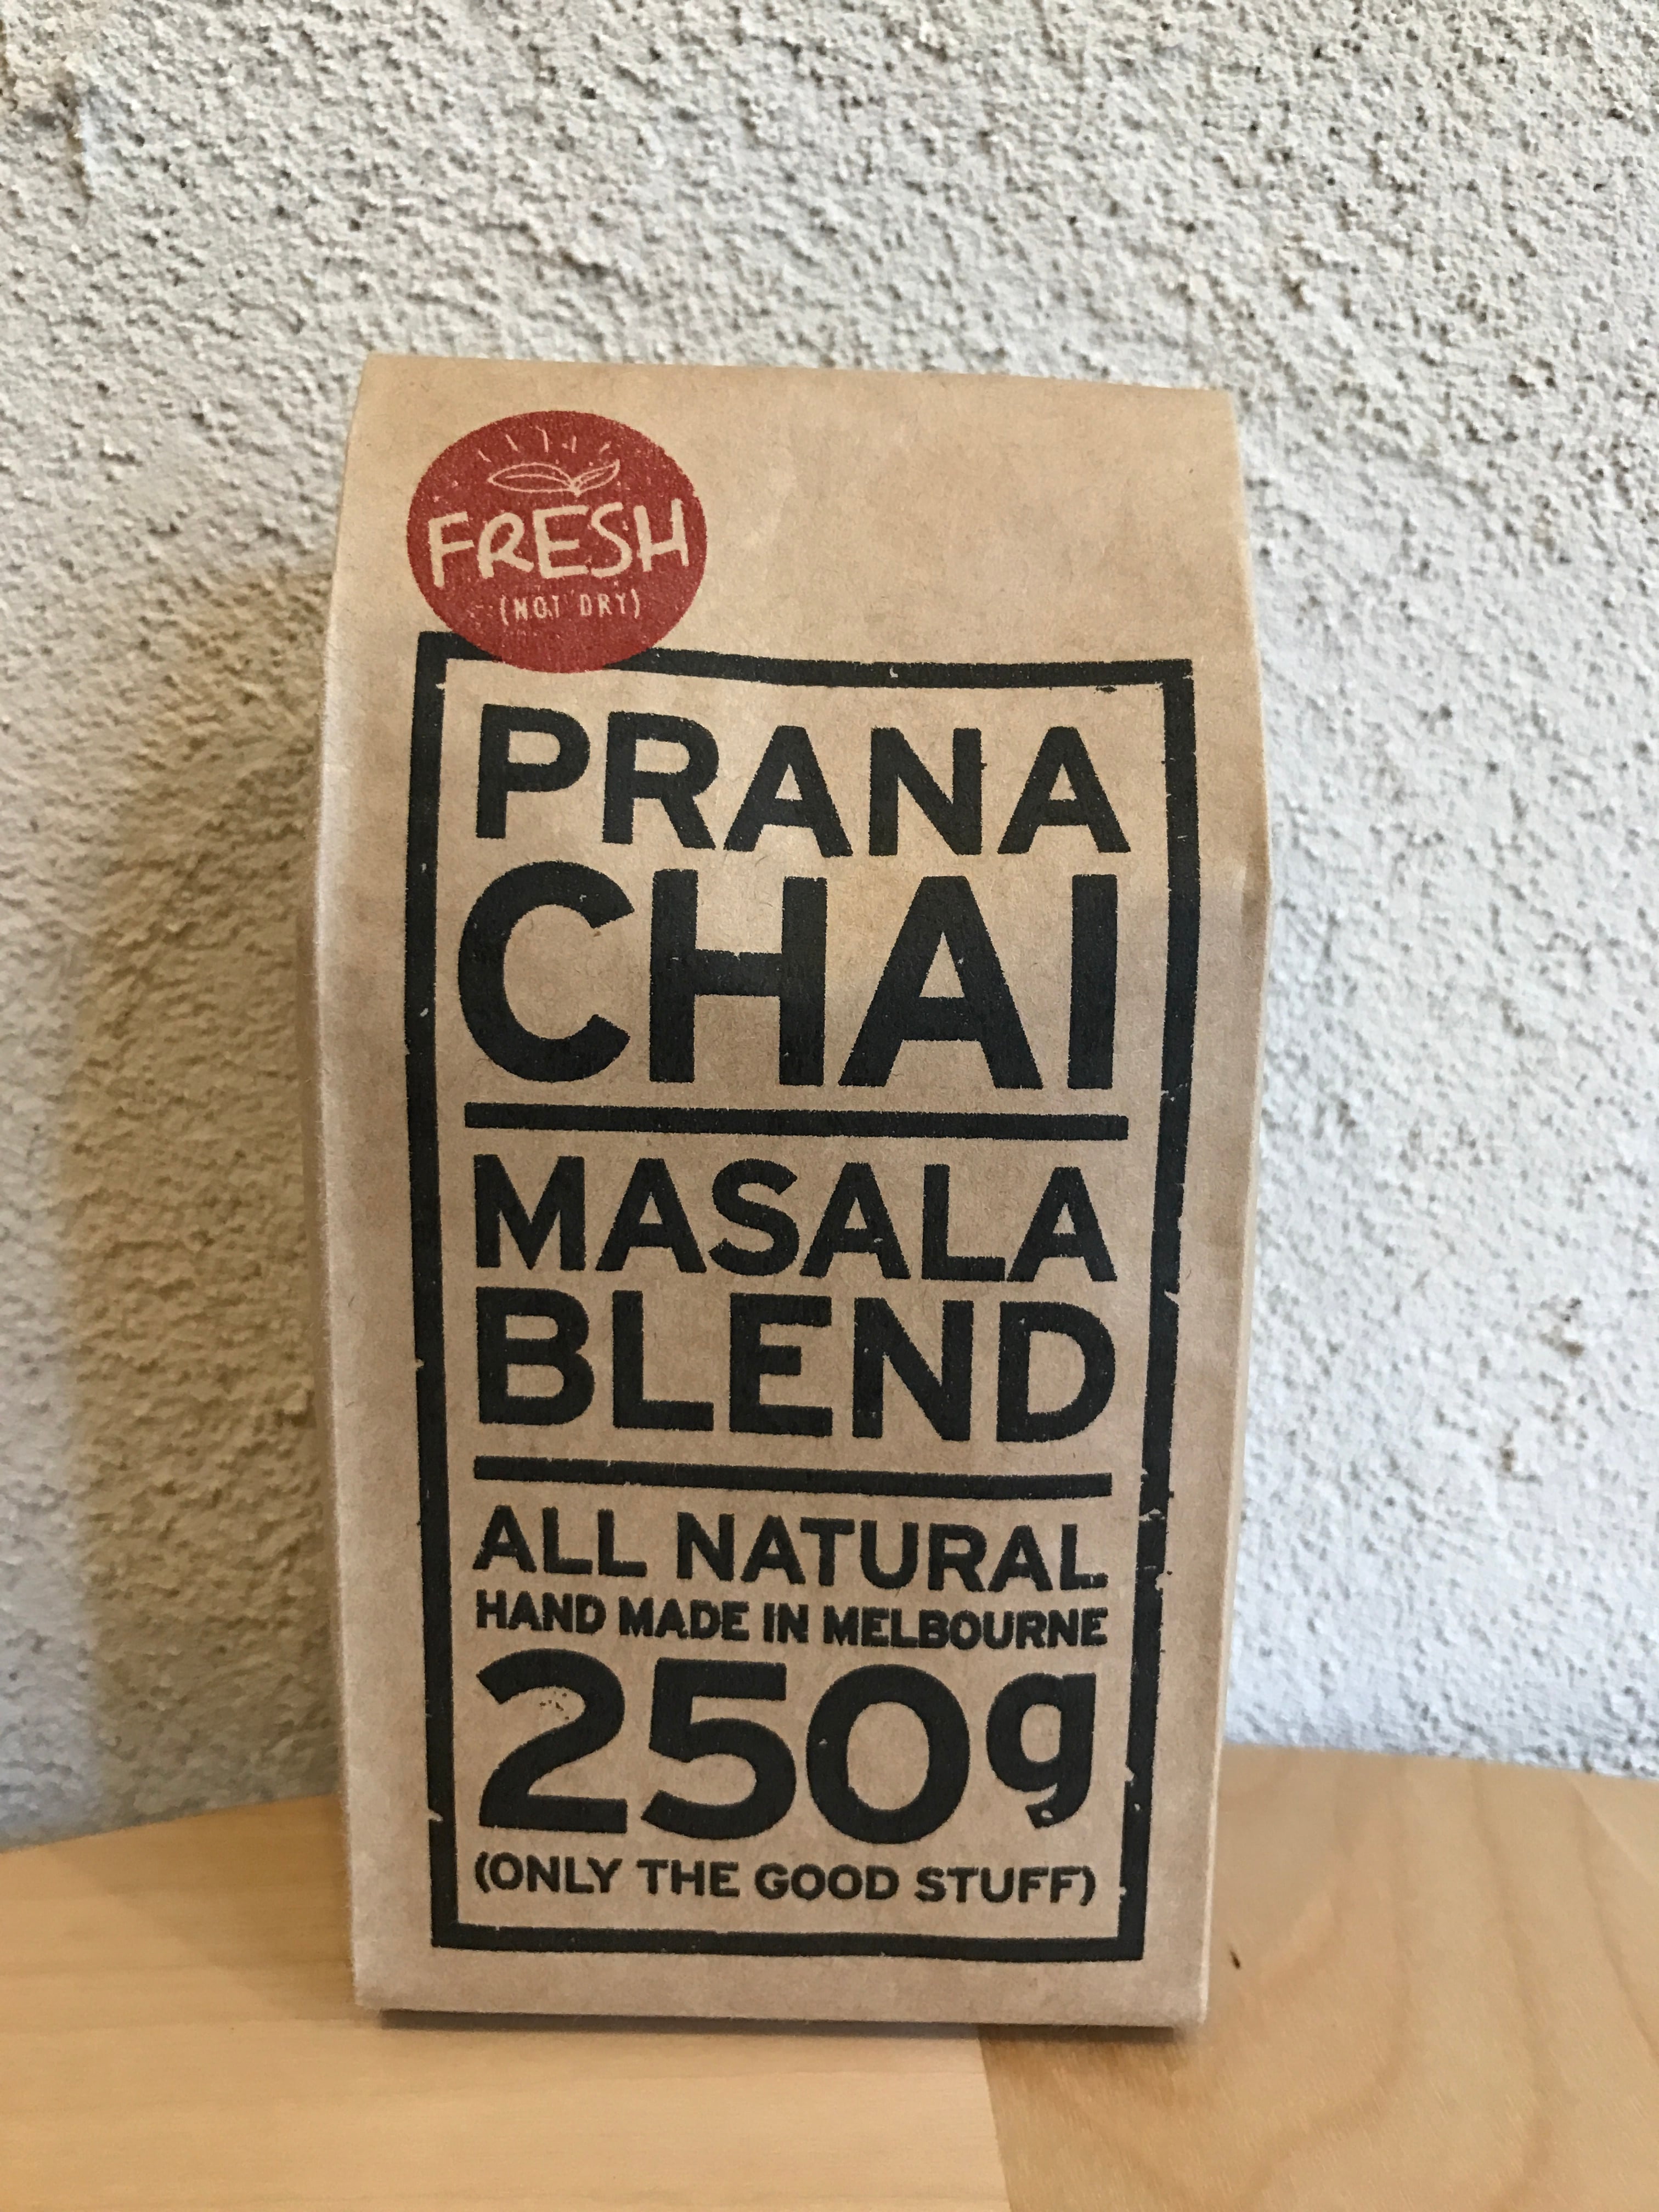 FRESH
(NOT DRY)
PRANA
CHAI
MASALA
BLEND
ALL NATURAL
HAND MADE IN MELBOURNE
250g
(ONLY THE GOOD STUFF)